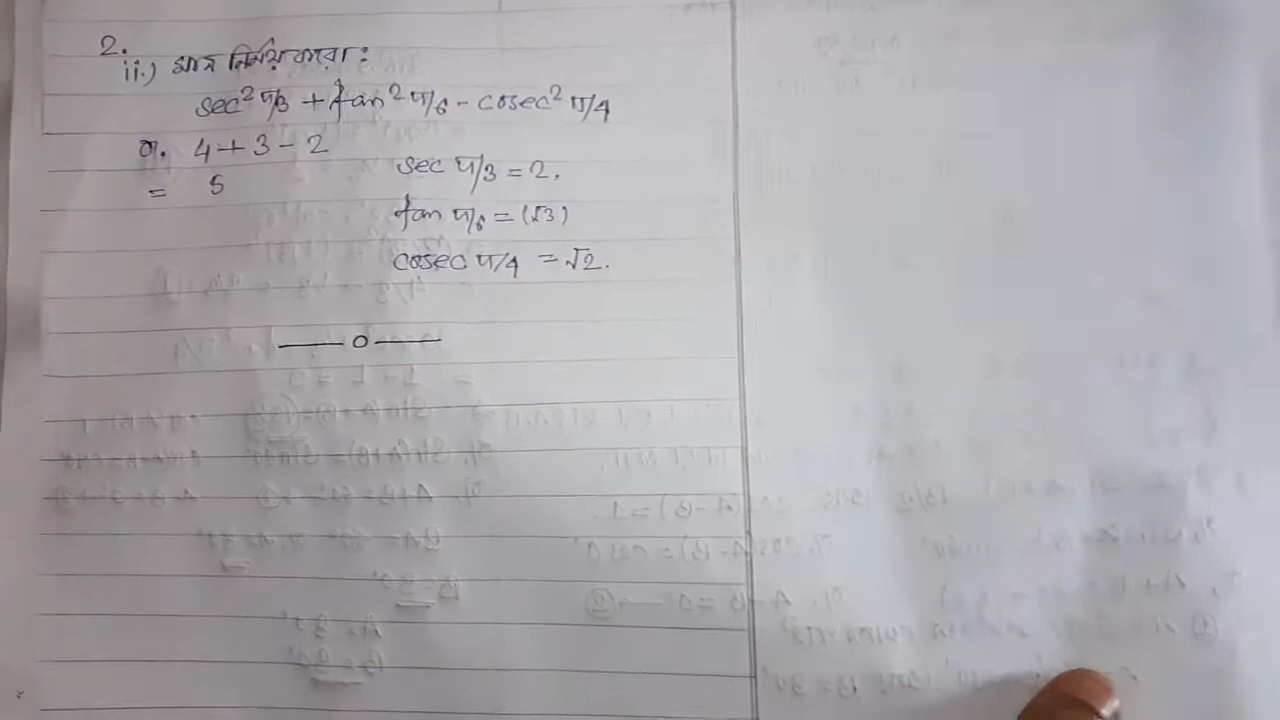 2.
ii.) মান নির্ণয় করো :
sec² π/3 + tan² π/6 - cosec² π/4
বা, 4 + 3 - 2
= 5
sec π/3 = 2.
tan π/6 = (√3)
cosec π/4 = √2.
—— o ——